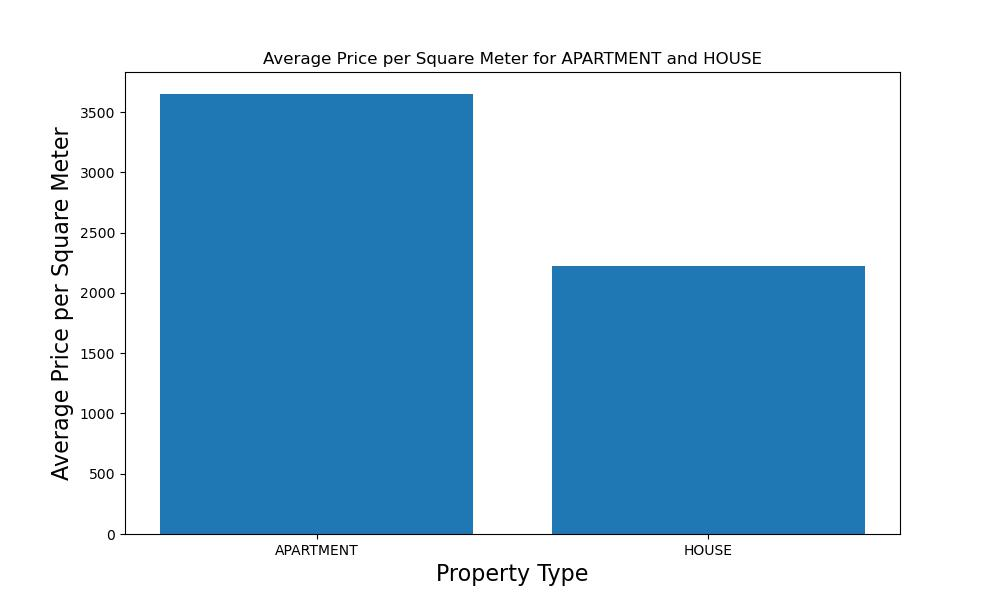 Average Price per Square Meter for APARTMENT and HOUSE
Average Price per Square Meter
3500
3000
2500
2000
1500
1000
500
0
APARTMENT
HOUSE
Property Type